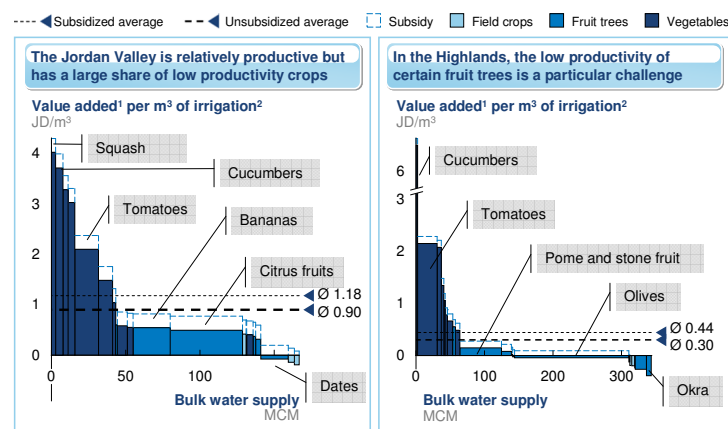 Subsidized average Unsubsidized average Subsidy Field crops Fruit trees Vegetables
The Jordan Valley is relatively productive but
has a large share of low productivity crops
Value added¹ per m³ of irrigation²
JD/m³
4
3
2
1
0
Squash
Cucumbers
Tomatoes
Bananas
Citrus fruits
Ø 1.18
Ø 0.90
Dates
0 50 100
Bulk water supply
MCM
In the Highlands, the low productivity of
certain fruit trees is a particular challenge
Value added¹ per m³ of irrigation²
JD/m³
6
3
2
1
0
Cucumbers
Tomatoes
Pome and stone fruit
Olives
Ø 0.44
Ø 0.30
Okra
0 100 200 300
Bulk water supply
MCM